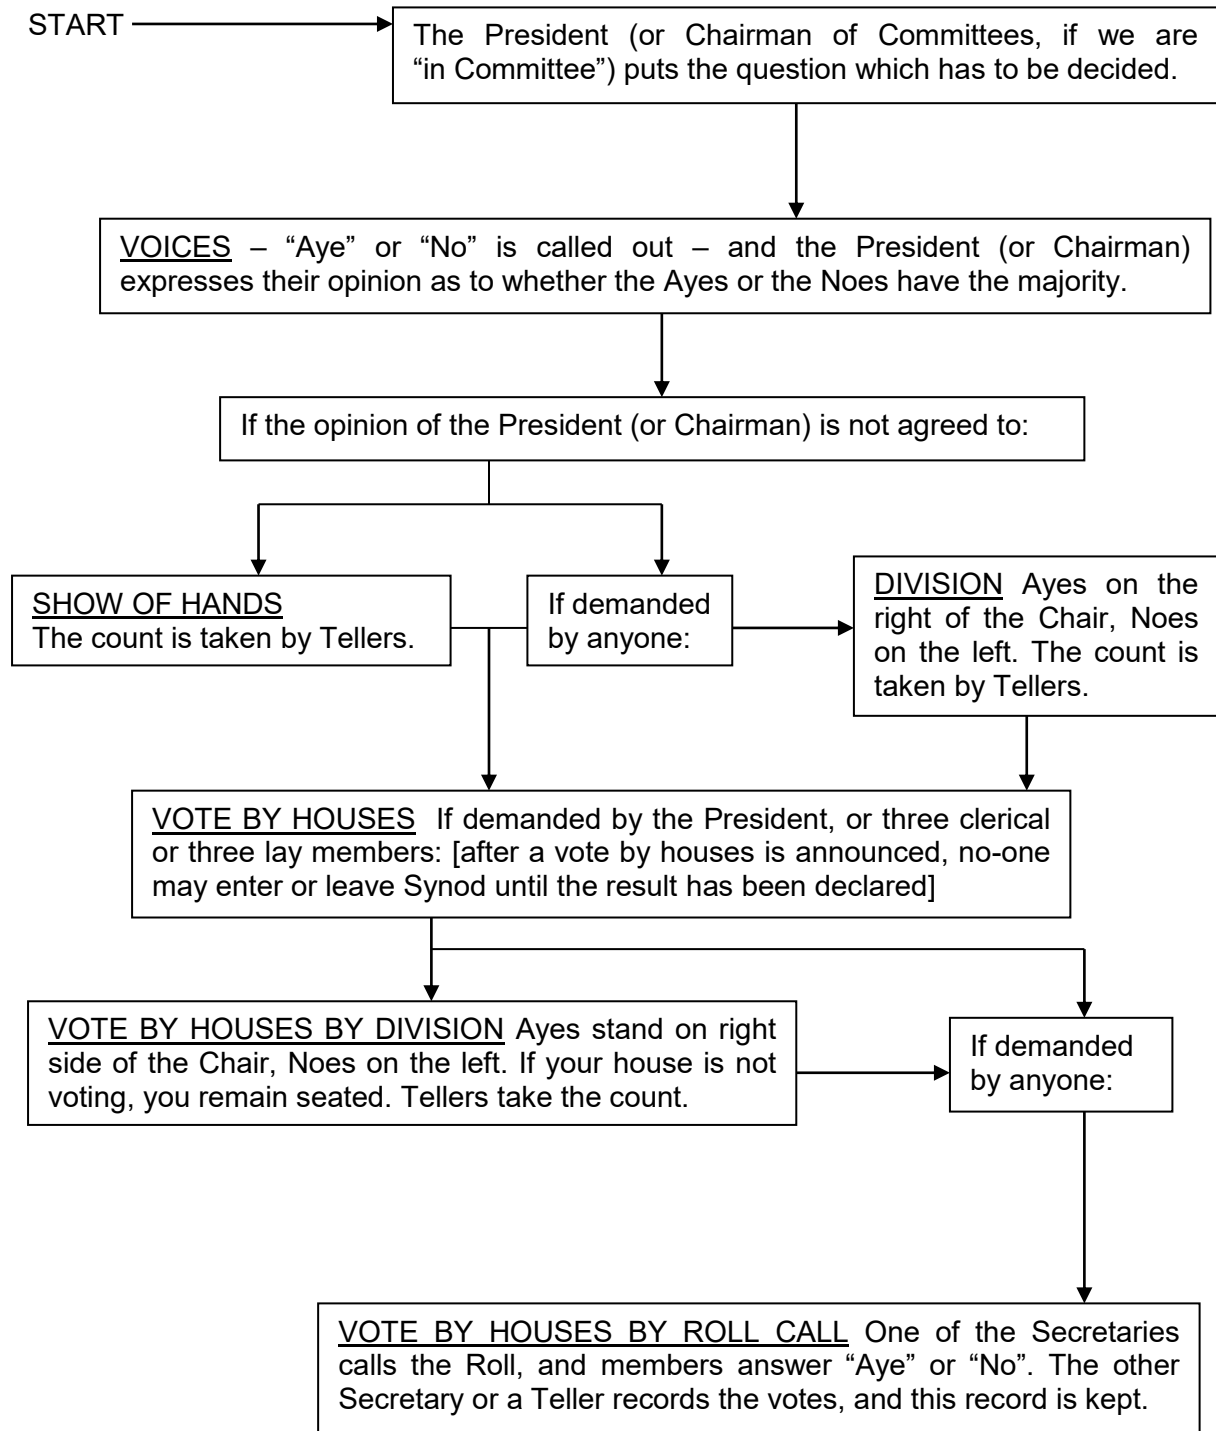 START
The President (or Chairman of Committees, if we are
“in Committee”) puts the question which has to be decided.
VOICES – “Aye” or “No” is called out – and the President (or Chairman)
expresses their opinion as to whether the Ayes or the Noes have the majority.
If the opinion of the President (or Chairman) is not agreed to:
SHOW OF HANDS
The count is taken by Tellers.
If demanded
by anyone:
DIVISION Ayes on the
right of the Chair, Noes
on the left. The count is
taken by Tellers.
VOTE BY HOUSES If demanded by the President, or three clerical
or three lay members: [after a vote by houses is announced, no-one
may enter or leave Synod until the result has been declared]
VOTE BY HOUSES BY DIVISION Ayes stand on right
side of the Chair, Noes on the left. If your house is not
voting, you remain seated. Tellers take the count.
If demanded
by anyone:
VOTE BY HOUSES BY ROLL CALL One of the Secretaries
calls the Roll, and members answer “Aye” or “No”. The other
Secretary or a Teller records the votes, and this record is kept.